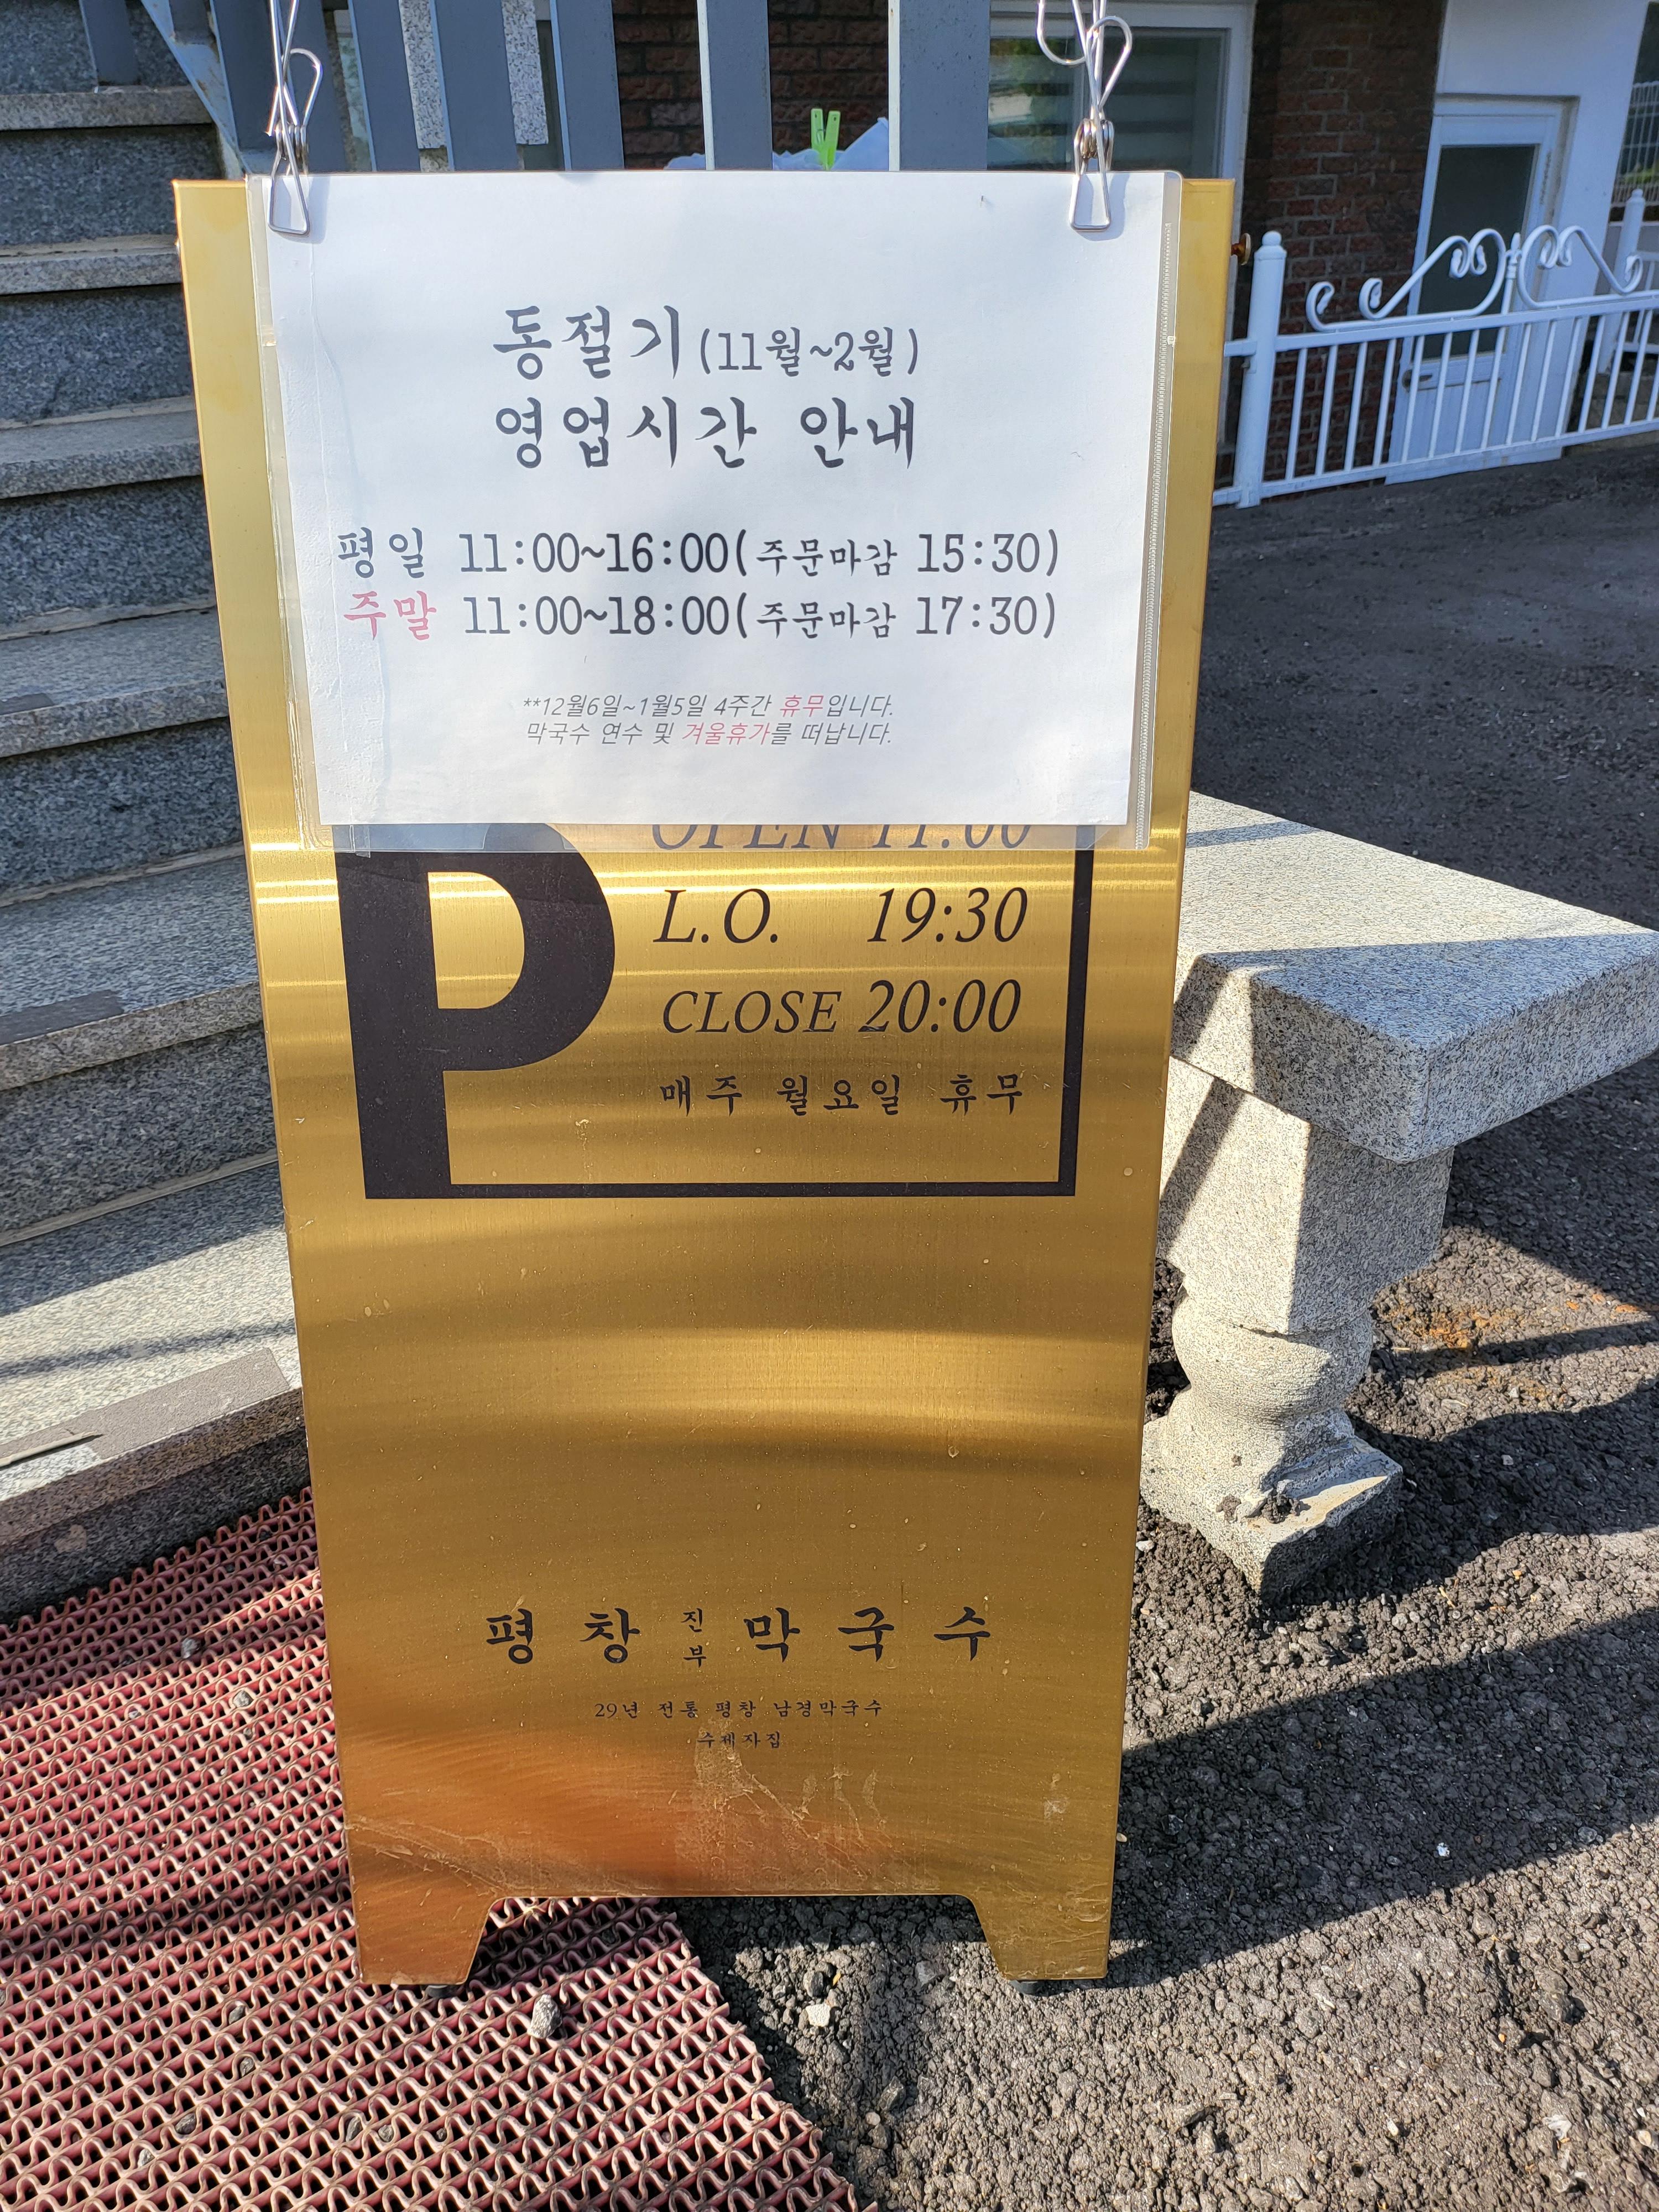 동절기(11월~2월)
영업시간 안내
평일 11:00~16:00(주문마감 15:30)
주말 11:00~18:00(주문마감 17:30)
**12월6일~1월5일 4주간 휴무입니다.
막국수 연수 및 겨울휴가를 떠납니다.
P
OPEN 11:00
L.O. 19:30
CLOSE 20:00
매주 월요일 휴무
평창 진부 막국수
29년 전통 평창 남경막국수
수제자집